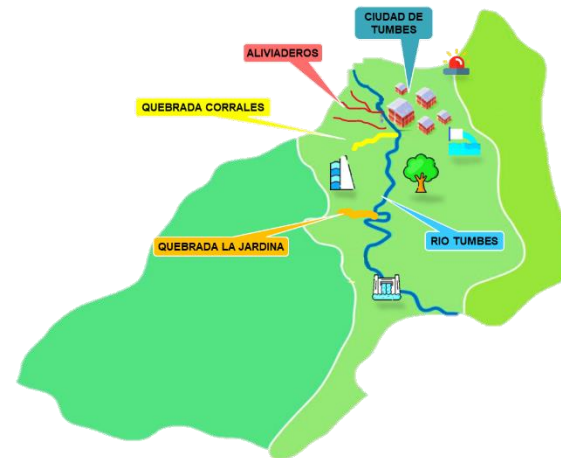 CIUDAD DE
TUMBES
ALIVIADEROS
QUEBRADA CORRALES
QUEBRADA LA JARDINA
RIO TUMBES